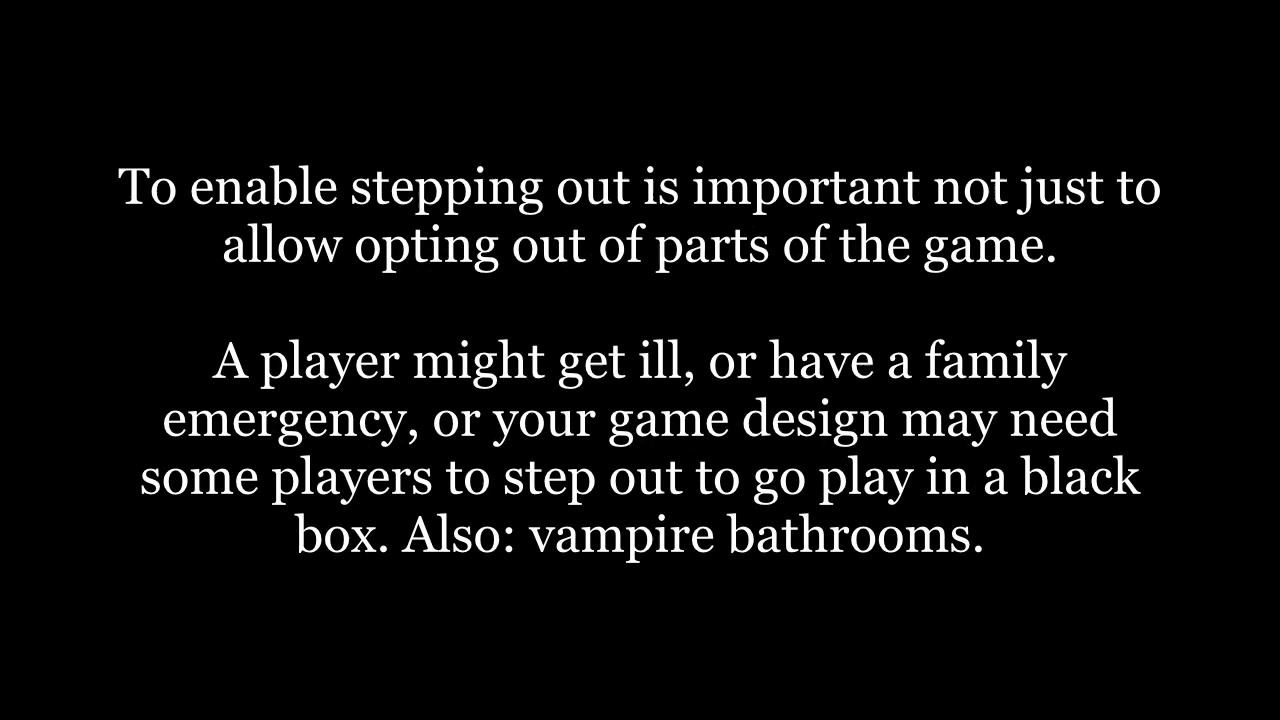 To enable stepping out is important not just to
allow opting out of parts of the game.
A player might get ill, or have a family
emergency, or your game design may need
some players to step out to go play in a black
box. Also: vampire bathrooms.